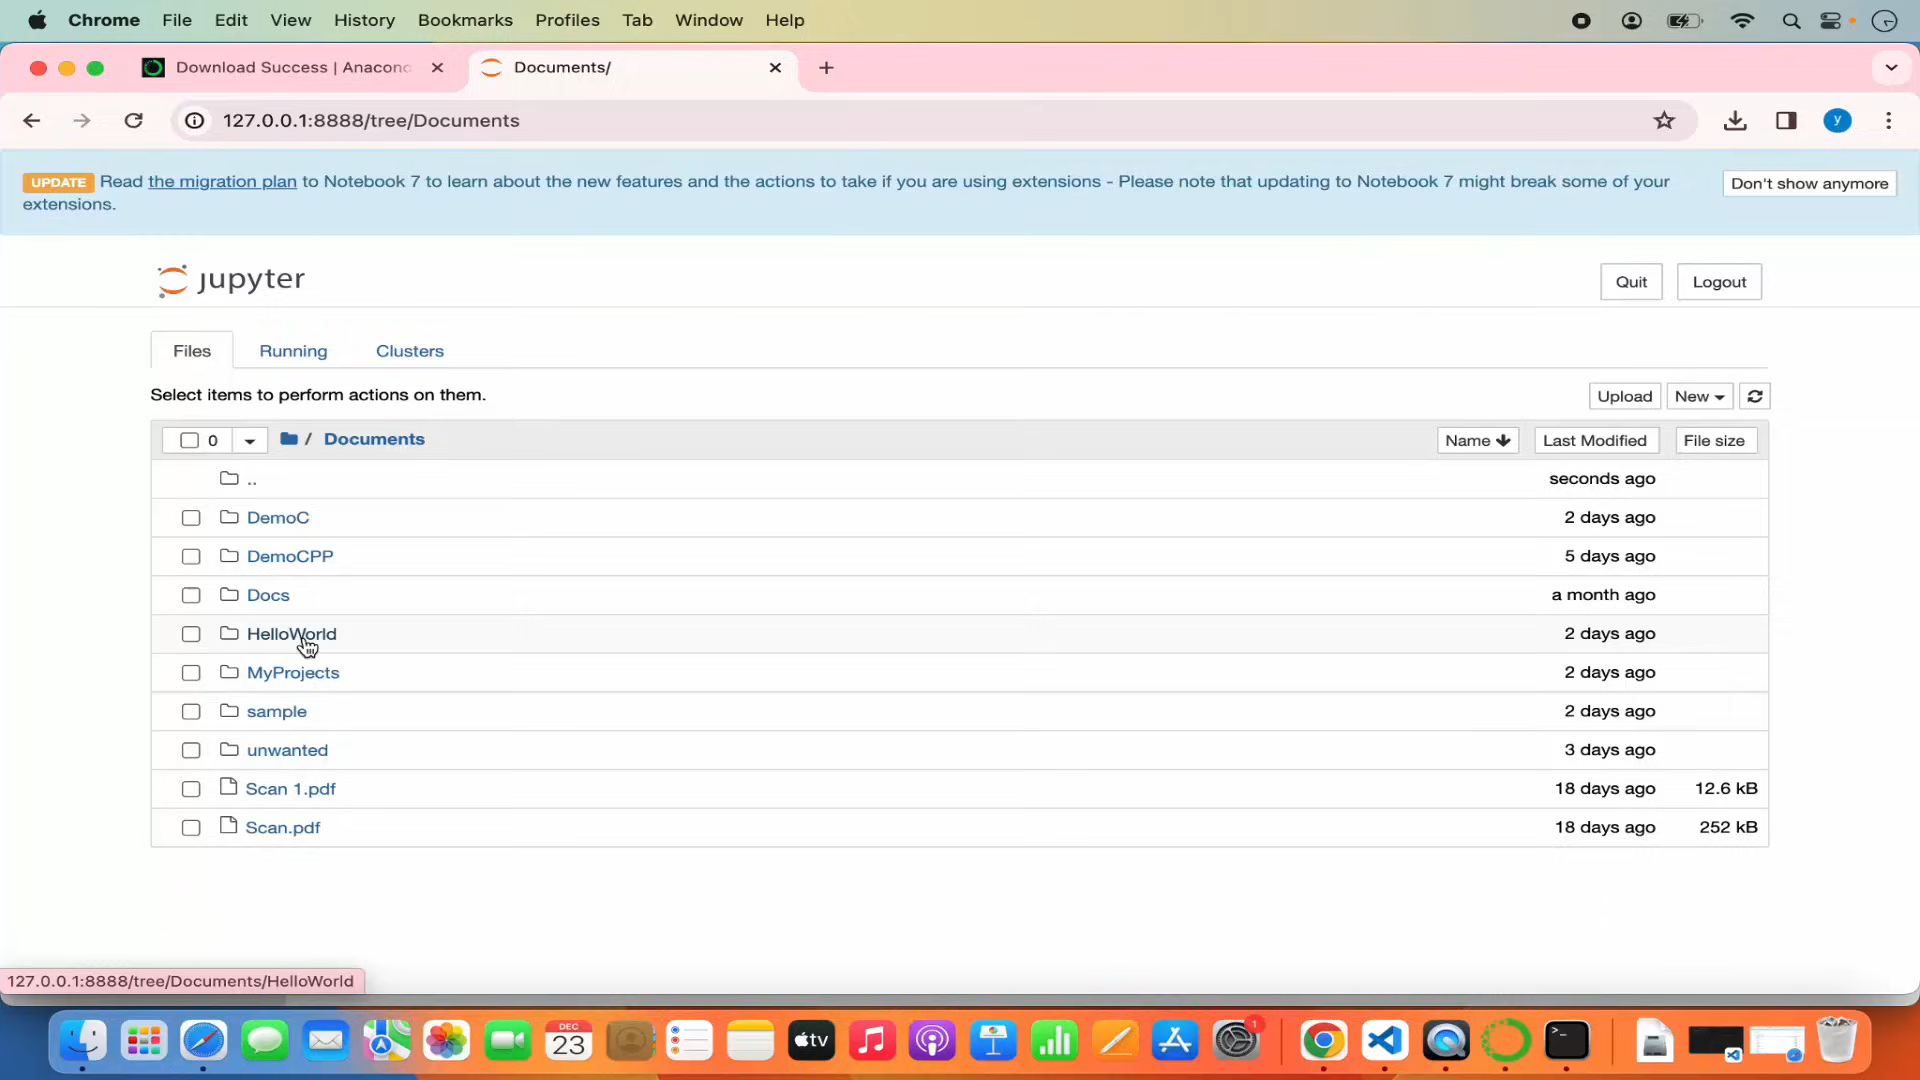 Chrome File Edit View History Bookmarks Profiles Tab Window Help
Download Success | Anacono
Documents/
127.0.0.1:8888/tree/Documents
y
UPDATE Read the migration plan to Notebook 7 to learn about the new features and the actions to take if you are using extensions - Please note that updating to Notebook 7 might break some of your
extensions.
Don't show anymore
jupyter
Quit Logout
Files Running Clusters
Select items to perform actions on them.
Upload New
0 / Documents Name Last Modified File size
.. seconds ago
DemoC 2 days ago
DemoCPP 5 days ago
Docs a month ago
HelloWorld 2 days ago
MyProjects 2 days ago
sample 2 days ago
unwanted 3 days ago
Scan 1.pdf 18 days ago 12.6 kB
Scan.pdf 18 days ago 252 kB
127.0.0.1:8888/tree/Documents/HelloWorld
DEC
23
tv
1
>_